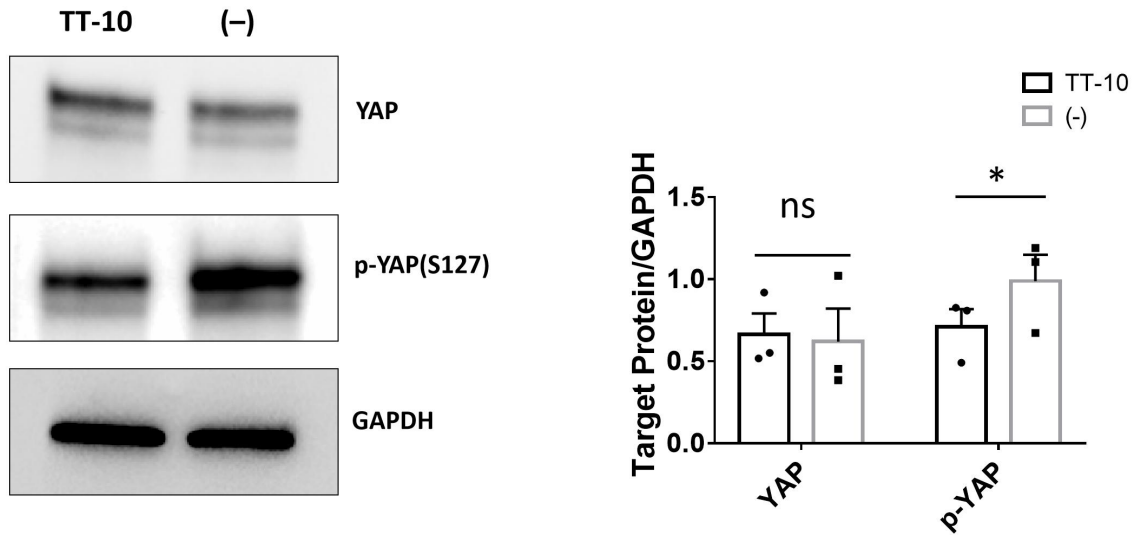 TT-10 (–)
YAP
p-YAP(S127)
GAPDH
TT-10
(-)
Target Protein/GAPDH
1.5
1.0
0.5
0.0
ns
*
YAP
p-YAP